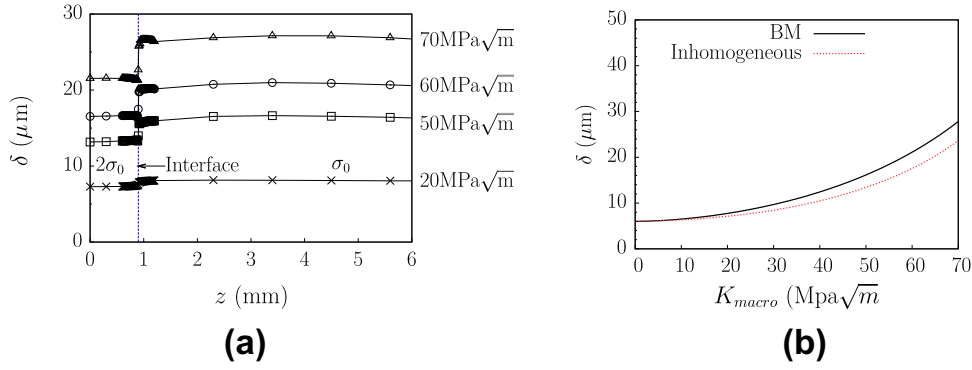 30
20
10
0
δ (μm)
70MPa√m
60MPa√m
50MPa√m
20MPa√m
2σ₀
Interface
σ₀
0 1 2 3 4 5 6
z (mm)
(a)
50
40
30
20
10
0
δ (μm)
BM
Inhomogeneous
0 10 20 30 40 50 60 70
K_macro (Mpa√m
(b)